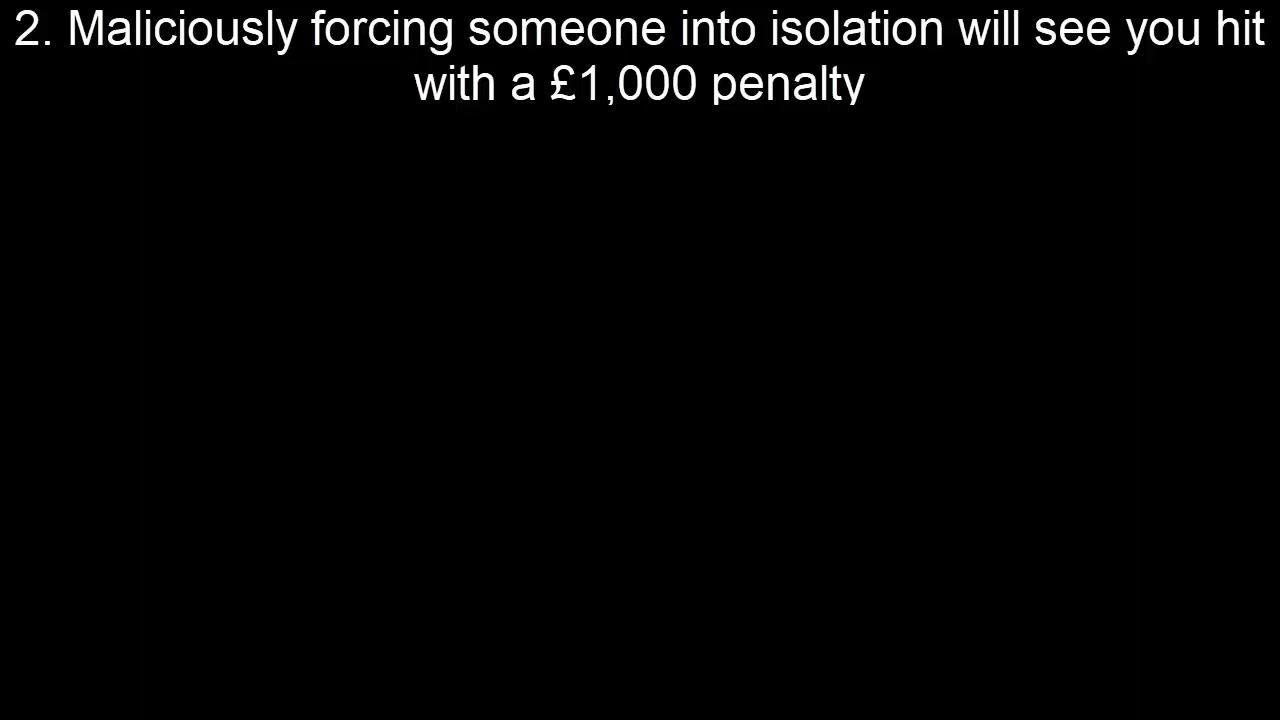 2. Maliciously forcing someone into isolation will see you hit
with a £1,000 penalty